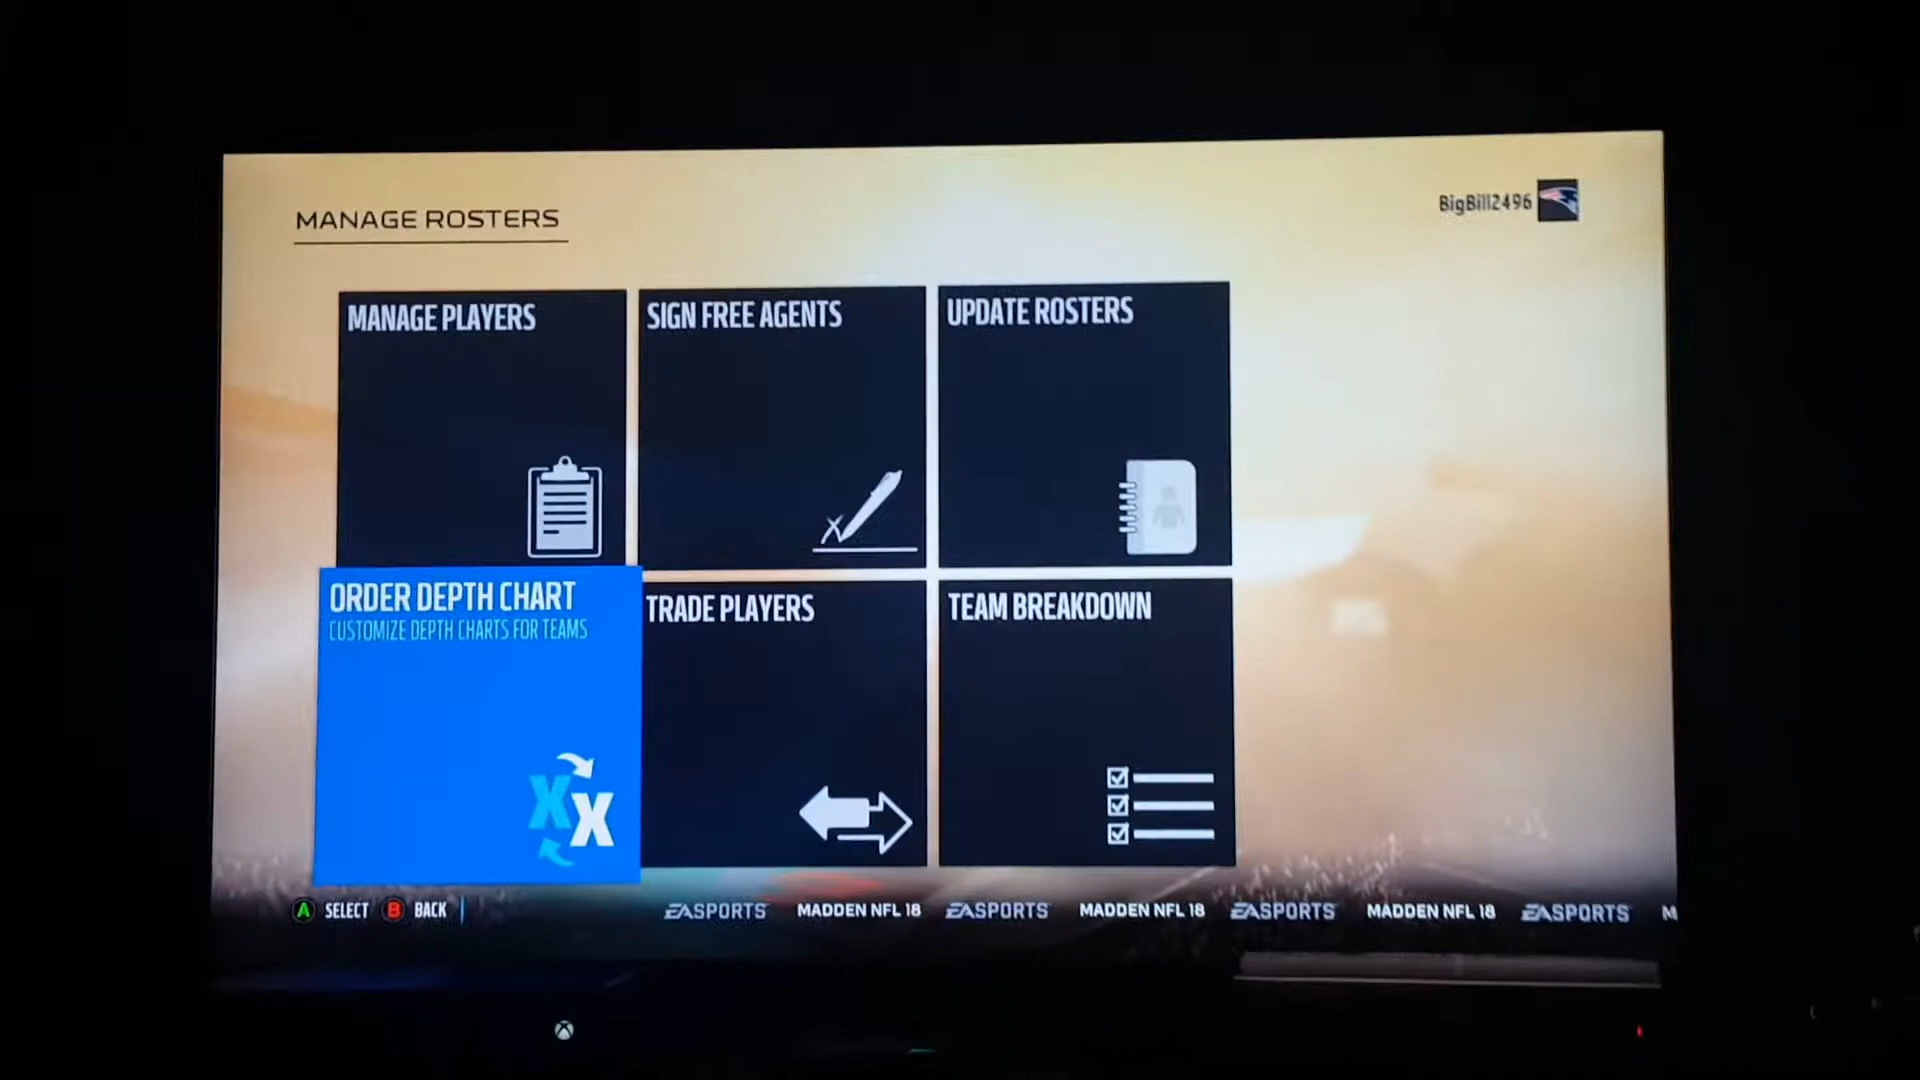 MANAGE ROSTERS
BigBill2496
MANAGE PLAYERS
SIGN FREE AGENTS
UPDATE ROSTERS
X
ORDER DEPTH CHART
CUSTOMIZE DEPTH CHARTS FOR TEAMS
TRADE PLAYERS
TEAM BREAKDOWN
X X
A SELECT B BACK
EA SPORTS MADDEN NFL 18 EA SPORTS MADDEN NFL 18 EA SPORTS MADDEN NFL 18 EA SPORTS M